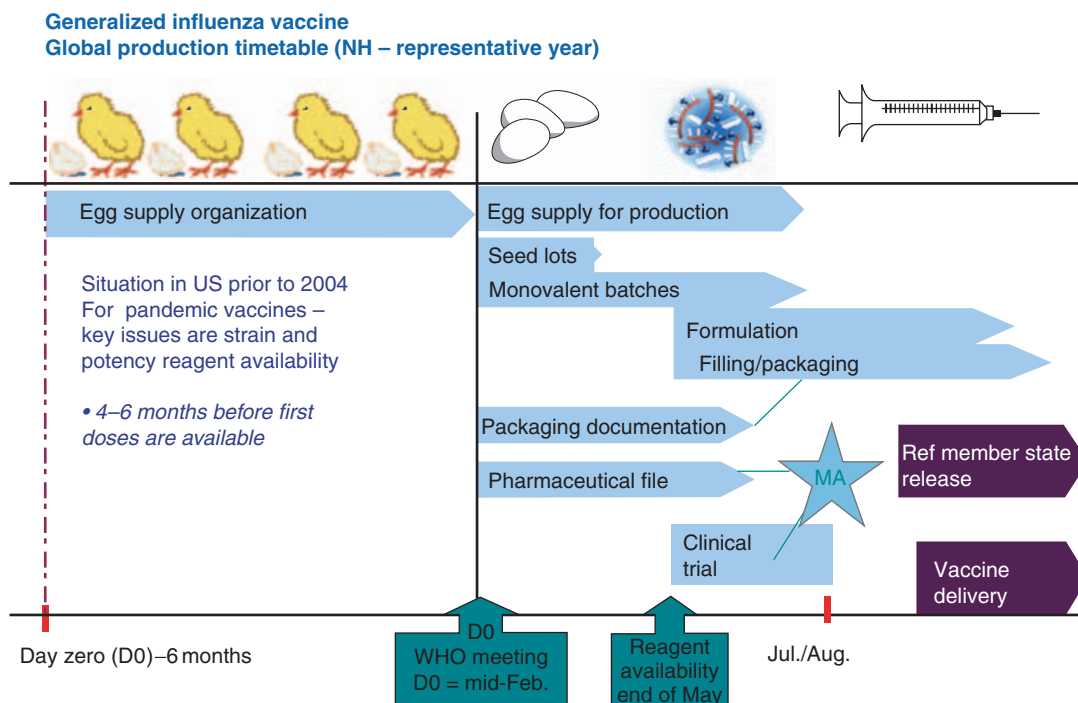 Generalized influenza vaccine
Global production timetable (NH – representative year)
Egg supply organization
Egg supply for production
Seed lots
Monovalent batches
Situation in US prior to 2004
For pandemic vaccines –
key issues are strain and
potency reagent availability
• 4–6 months before first
doses are available
Formulation
Filling/packaging
Packaging documentation
Pharmaceutical file
MA
Ref member state
release
Clinical
trial
Vaccine
delivery
Day zero (D0)–6 months
D0
WHO meeting
D0 = mid-Feb.
Reagent
availability
end of May
Jul./Aug.